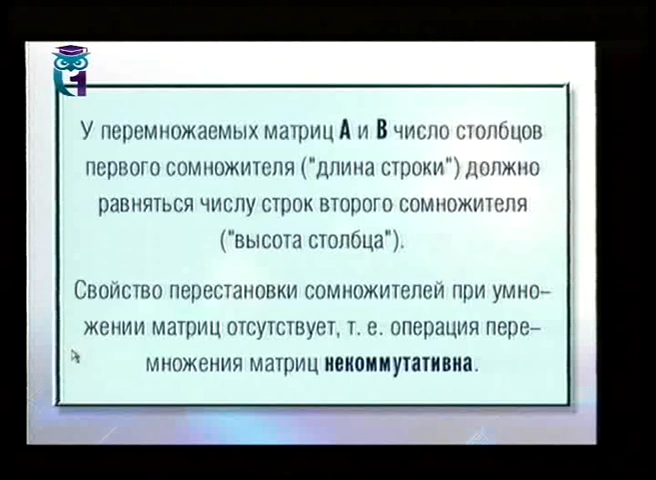 1
У перемножаемых матриц А и В число столбцов
первого сомножителя ("длина строки") должно
равняться числу строк второго сомножителя
("высота столбца").
Свойство перестановки сомножителей при умно–
жении матриц отсутствует, т. е. операция пере–
множения матриц некоммутативна.